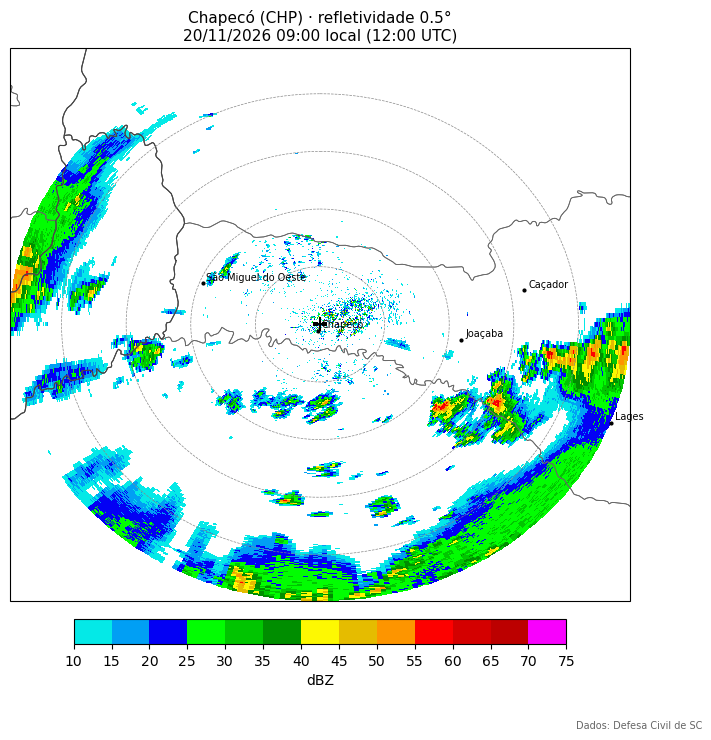 Chapecó (CHP) · refletividade 0.5°
20/11/2026 09:00 local (12:00 UTC)
São Miguel do Oeste
Caçador
Chapecó
Joaçaba
Lages
10 15 20 25 30 35 40 45 50 55 60 65 70 75
dBZ
Dados: Defesa Civil de SC